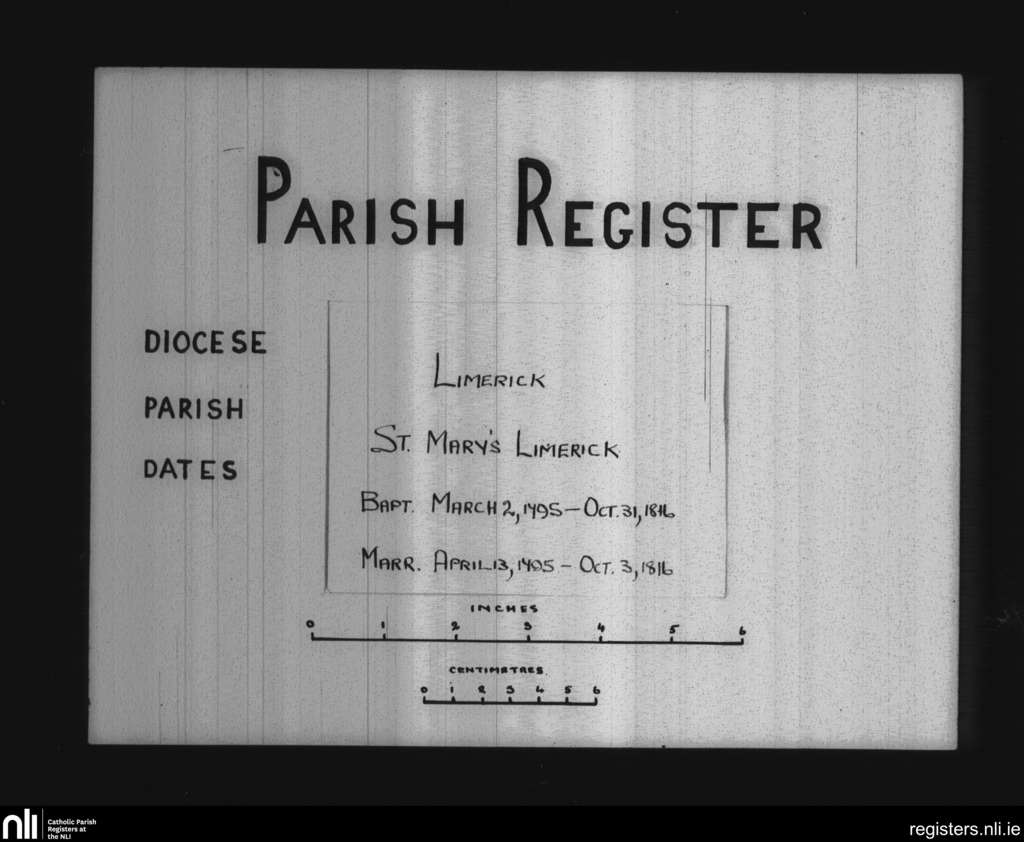 PARISH REGISTER
DIOCESE LIMERICK
PARISH ST. MARY'S LIMERICK
DATES BAPT. MARCH 2, 1795 – OCT. 31, 1816
MARR. APRIL 13, 1795 – OCT. 3, 1816
INCHES
0 1 2 3 4 5 6
CENTIMETRES.
0 1 2 3 4 5 6
nli Catholic Parish
Registers at
the NLI
registers.nli.ie